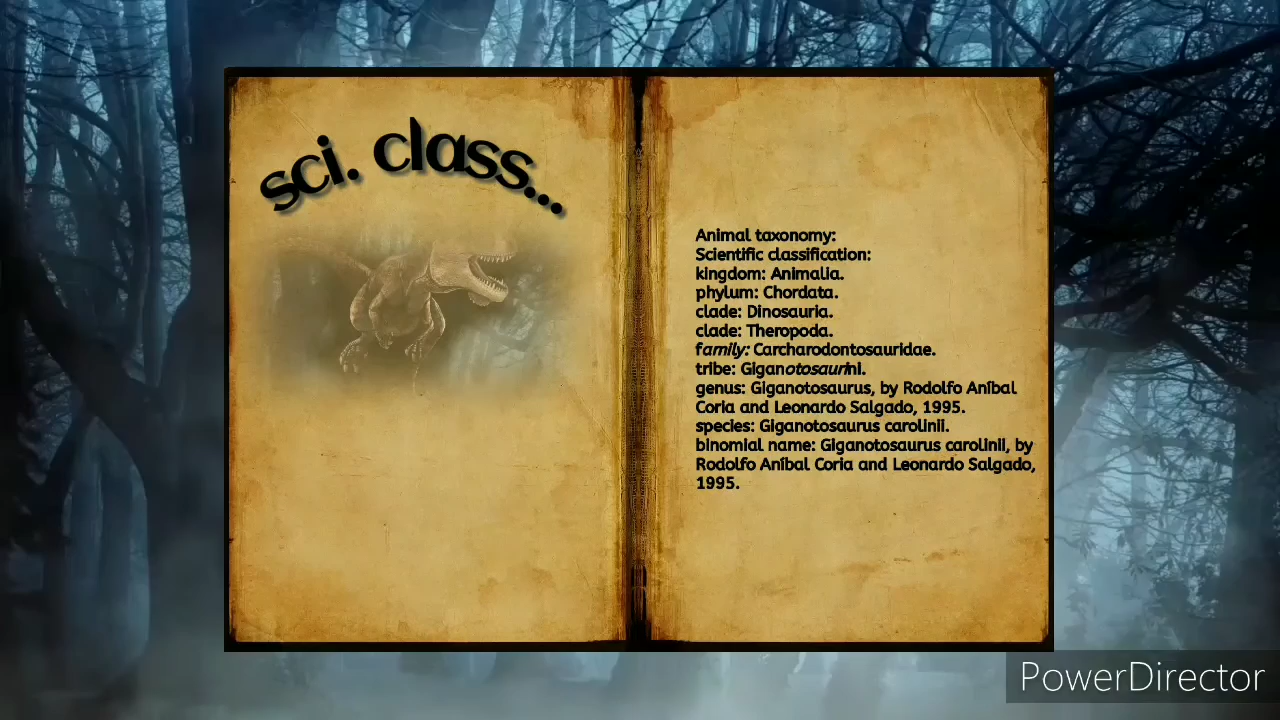 sci. class...
Animal taxonomy:
Scientific classification:
kingdom: Animalia.
phylum: Chordata.
clade: Dinosauria.
clade: Theropoda.
family: Carcharodontosauridae.
tribe: Giganotosaurini.
genus: Giganotosaurus, by Rodolfo Aníbal
Coria and Leonardo Salgado, 1995.
species: Giganotosaurus carolinii.
binomial name: Giganotosaurus carolinii, by
Rodolfo Aníbal Coria and Leonardo Salgado,
1995.
PowerDirector